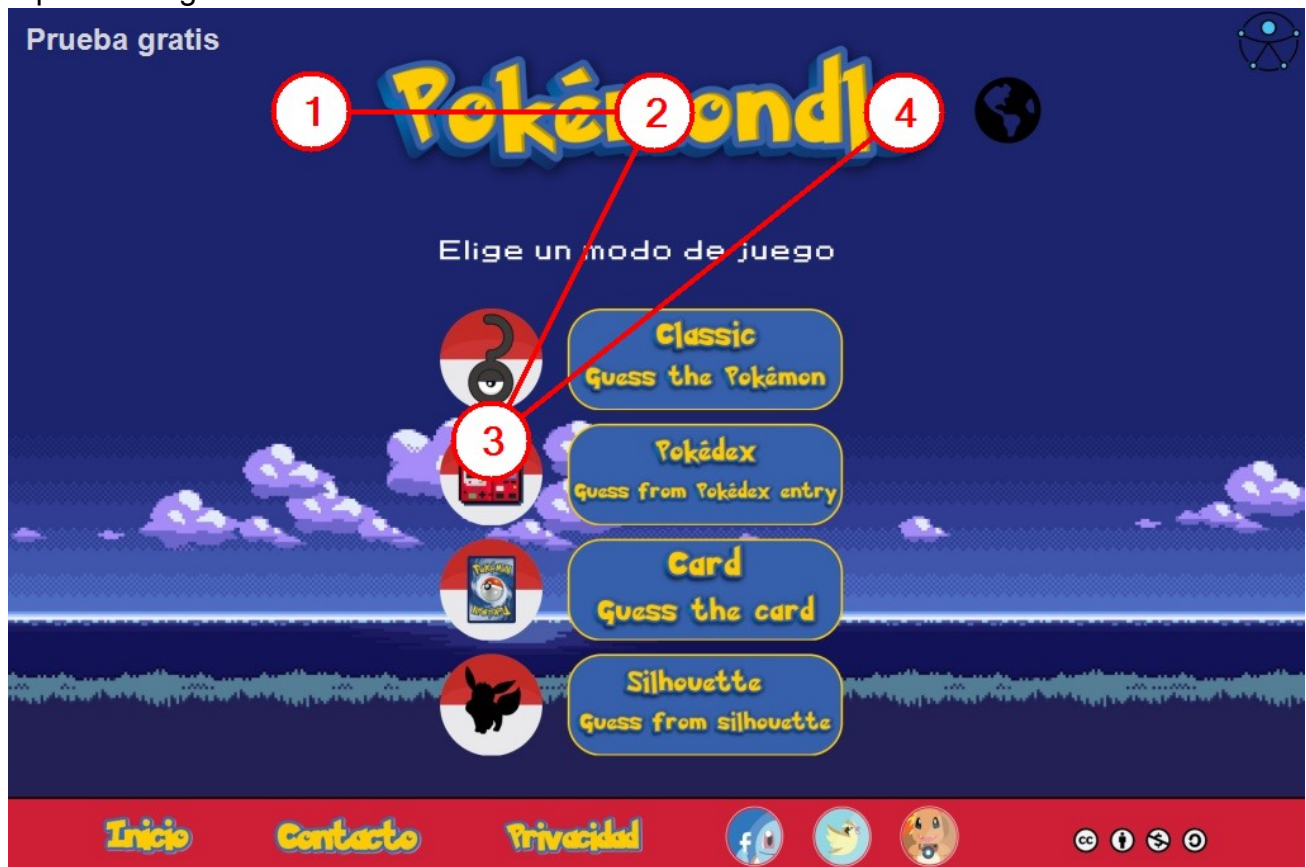 Prueba gratis
1
2
4
Elige un modo de juego
Classic
Guess the Pokémon
3
Pokédex
Guess from Pokédex entry
Card
Guess the card
Silhouette
Guess from silhouette
Inicio
Contacto
Privacidad